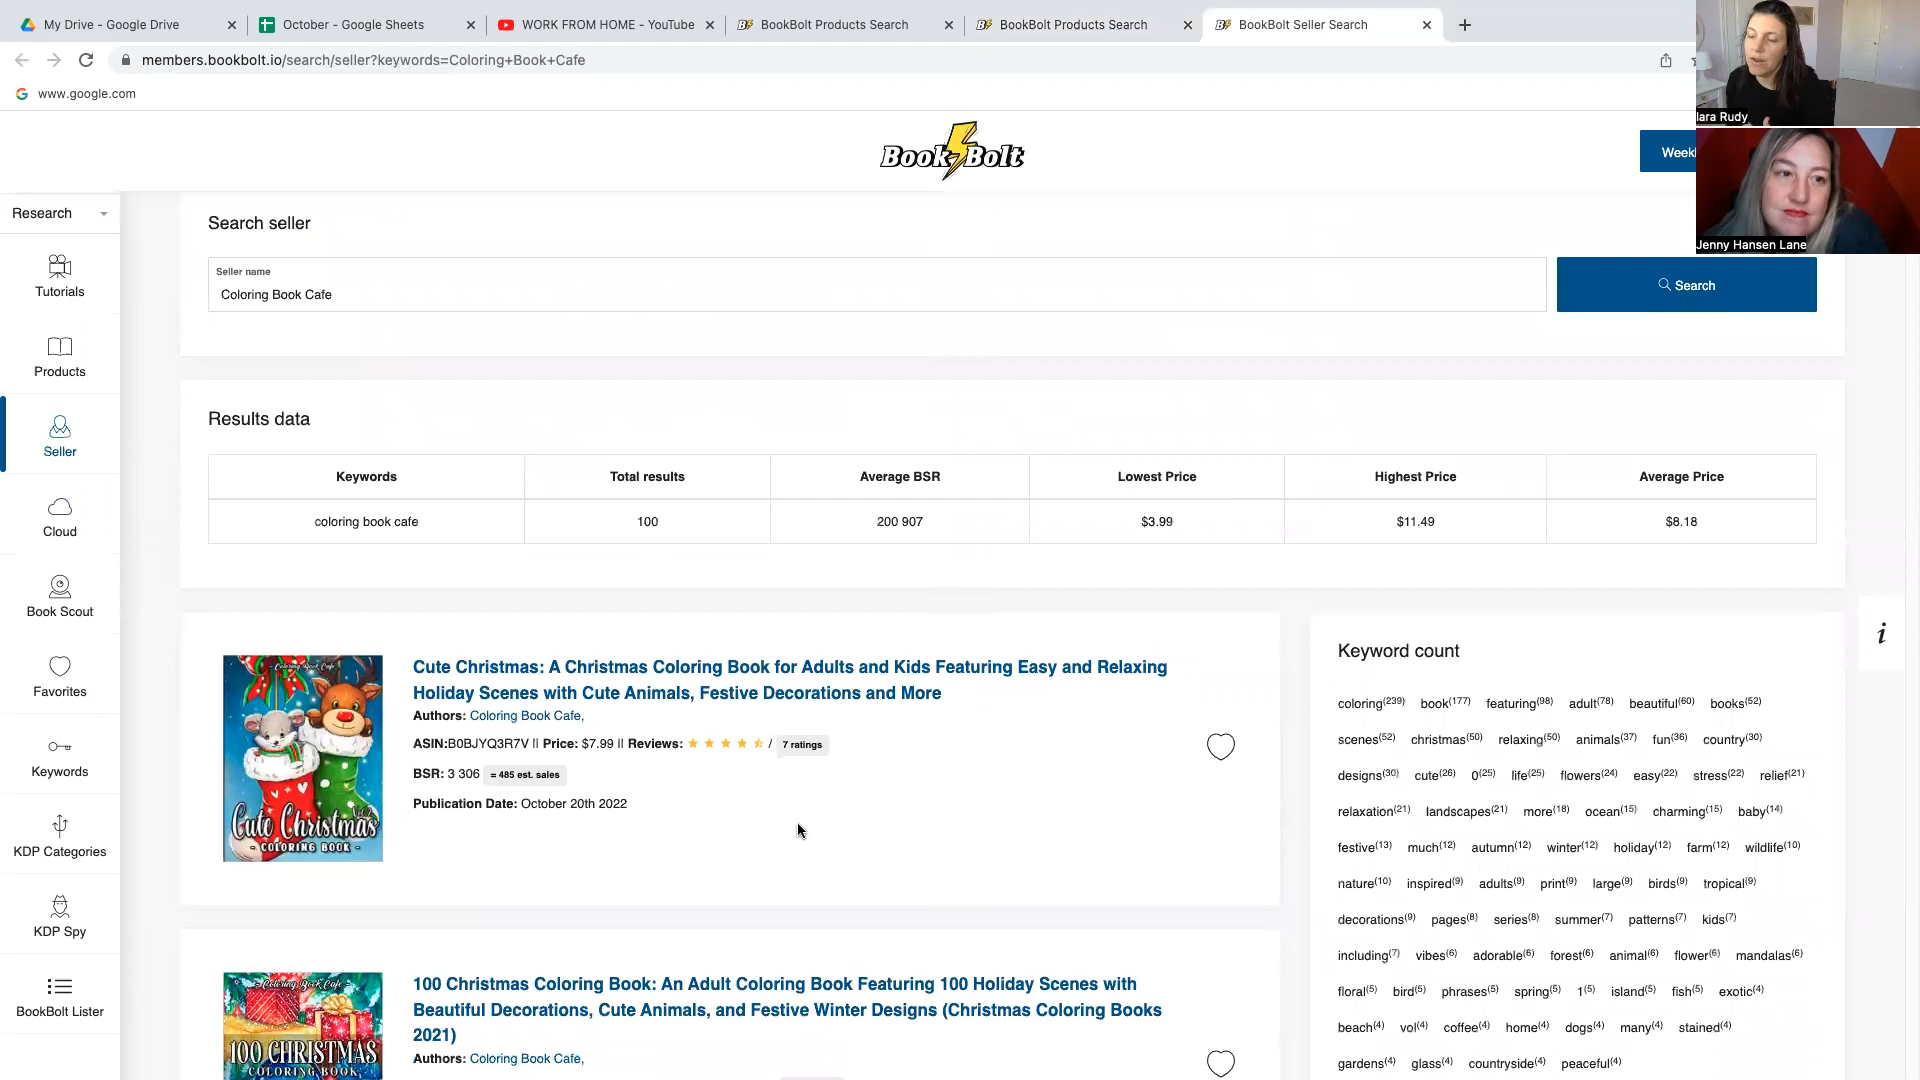 My Drive - Google Drive
October - Google Sheets
WORK FROM HOME - YouTube
BookBolt Products Search
BookBolt Products Search
BookBolt Seller Search
members.bookbolt.io/search/seller?keywords=Coloring+Book+Cafe
www.google.com
lara Rudy
Jenny Hansen Lane
Book Bolt
Weekl
Research
Tutorials
Products
Seller
Cloud
Book Scout
Favorites
Keywords
KDP Categories
KDP Spy
BookBolt Lister
Search seller
Seller name
Coloring Book Cafe
Search
Results data
Keywords Total results Average BSR Lowest Price Highest Price Average Price
coloring book cafe 100 200 907 $3.99 $11.49 $8.18
Coloring Book Cafe
Cute Christmas
Vol.2
- COLORING BOOK -
Cute Christmas: A Christmas Coloring Book for Adults and Kids Featuring Easy and Relaxing
Holiday Scenes with Cute Animals, Festive Decorations and More
Authors: Coloring Book Cafe,
ASIN:B0BJYQ3R7V || Price: $7.99 || Reviews: / 7 ratings
BSR: 3 306 = 485 est. sales
Publication Date: October 20th 2022
Coloring Book Cafe
100 CHRISTMAS
COLORING BOOK
100 Christmas Coloring Book: An Adult Coloring Book Featuring 100 Holiday Scenes with
Beautiful Decorations, Cute Animals, and Festive Winter Designs (Christmas Coloring Books
2021)
Authors: Coloring Book Cafe,
Keyword count
coloring(239) book(177) featuring(98) adult(78) beautiful(60) books(52)
scenes(52) christmas(50) relaxing(50) animals(37) fun(36) country(30)
designs(30) cute(26) 0(25) life(25) flowers(24) easy(22) stress(22) relief(21)
relaxation(21) landscapes(21) more(18) ocean(15) charming(15) baby(14)
festive(13) much(12) autumn(12) winter(12) holiday(12) farm(12) wildlife(10)
nature(10) inspired(9) adults(9) print(9) large(9) birds(9) tropical(9)
decorations(9) pages(8) series(8) summer(7) patterns(7) kids(7)
including(7) vibes(6) adorable(6) forest(6) animal(6) flower(6) mandalas(6)
floral(5) bird(5) phrases(5) spring(5) 1(5) island(5) fish(5) exotic(4)
beach(4) vol(4) coffee(4) home(4) dogs(4) many(4) stained(4)
gardens(4) glass(4) countryside(4) peaceful(4)
i